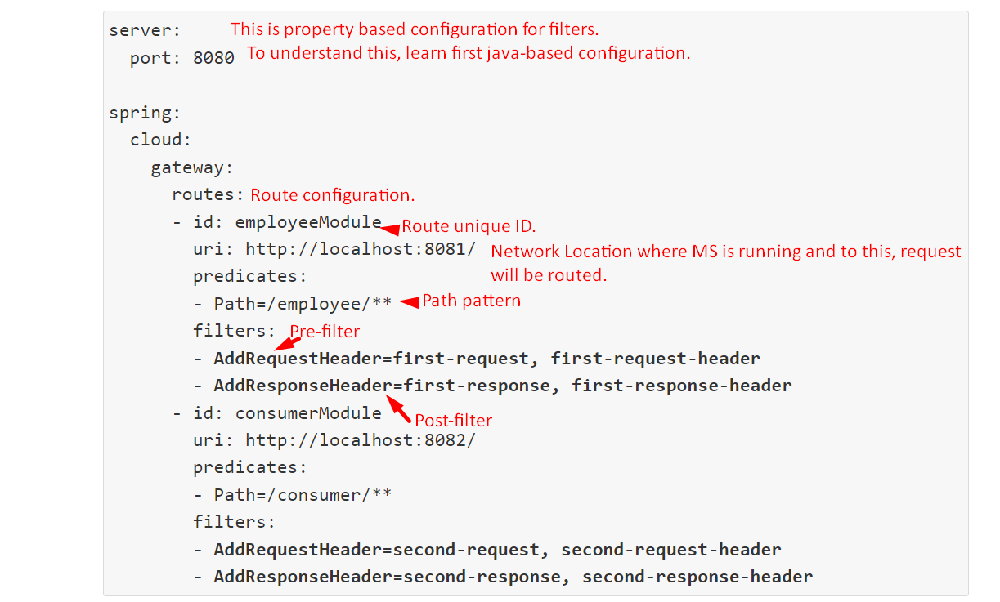 server: This is property based configuration for filters.
port: 8080 To understand this, learn first java-based configuration.
spring:
cloud:
gateway:
routes: Route configuration.
- id: employeeModule Route unique ID.
uri: http://localhost:8081/ Network Location where MS is running and to this, request
will be routed.
predicates:
- Path=/employee/** Path pattern
filters: Pre-filter
- AddRequestHeader=first-request, first-request-header
- AddResponseHeader=first-response, first-response-header
- id: consumerModule Post-filter
uri: http://localhost:8082/
predicates:
- Path=/consumer/**
filters:
- AddRequestHeader=second-request, second-request-header
- AddResponseHeader=second-response, second-response-header